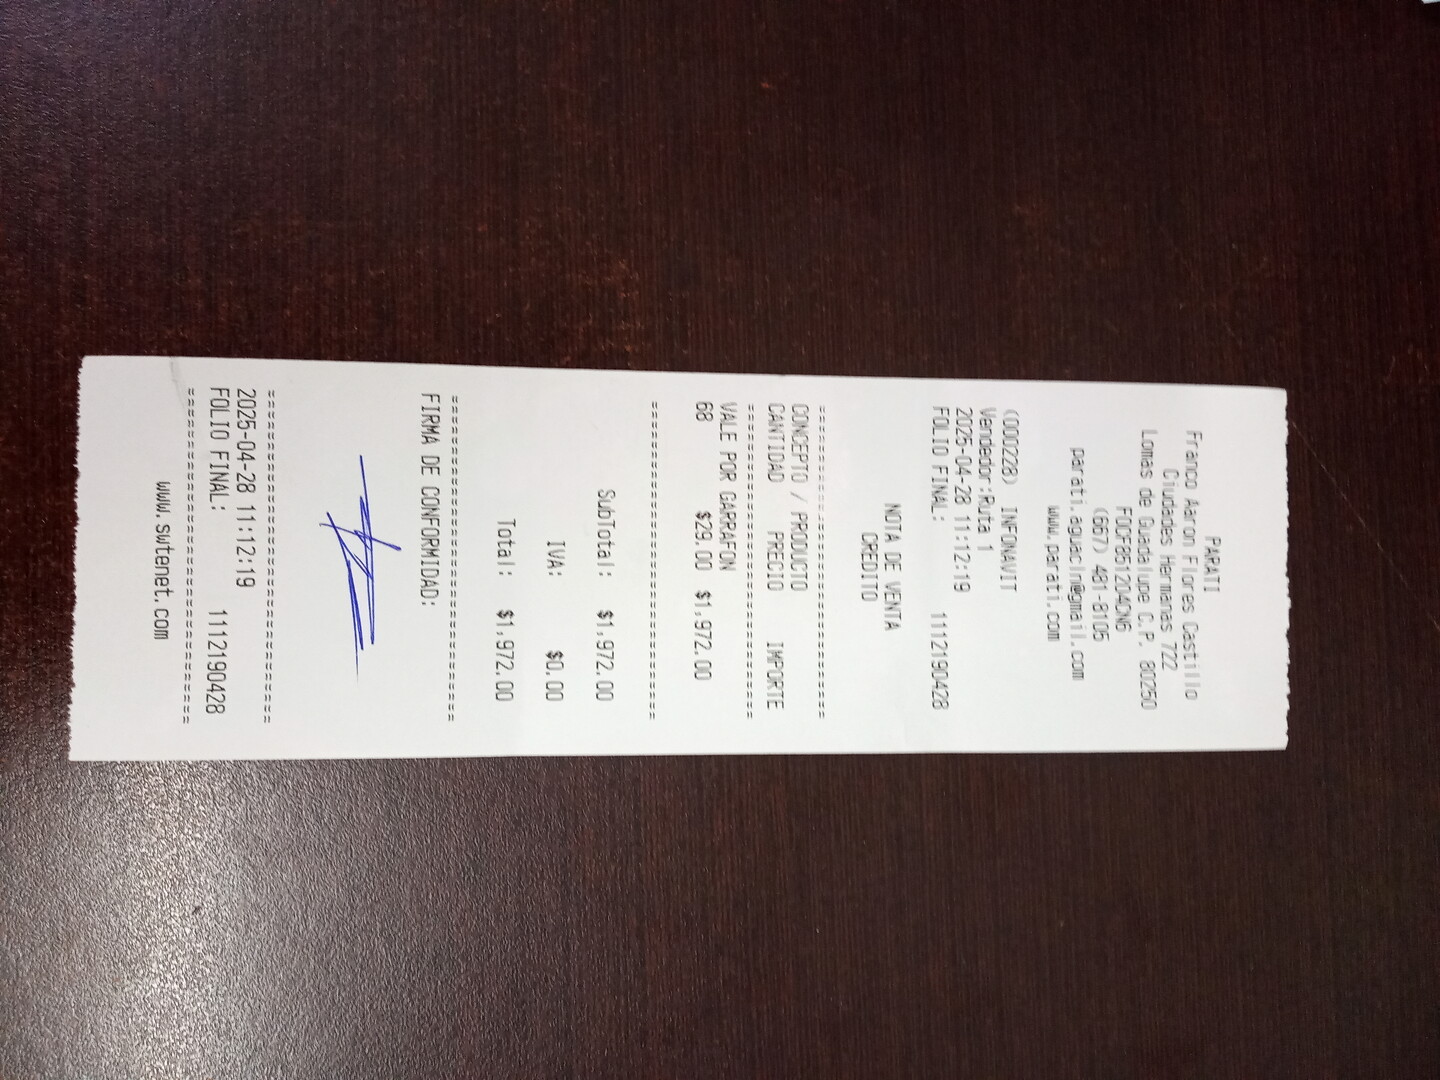 PARATI
Franco Aaron Flores Castillo
Ciudades Hermanas 722
Lomas de Guadalupe C.P. 80250
FOCF851204CN6
(667) 481-8105
parati.aguacln@gmail.com
www.parati.com
(000228) INFONAVIT
Vendedor:Ruta 1
2025-04-28 11:12:19
FOLIO FINAL: 1112190428
NOTA DE VENTA
CREDITO
CONCEPTO / PRODUCTO
CANTIDAD PRECIO IMPORTE
VALE POR GARRAFON
68 $29.00 $1,972.00
SubTotal: $1,972.00
IVA: $0.00
Total: $1,972.00
FIRMA DE CONFORMIDAD:
2025-04-28 11:12:19
FOLIO FINAL: 1112190428
www.swtenet.com